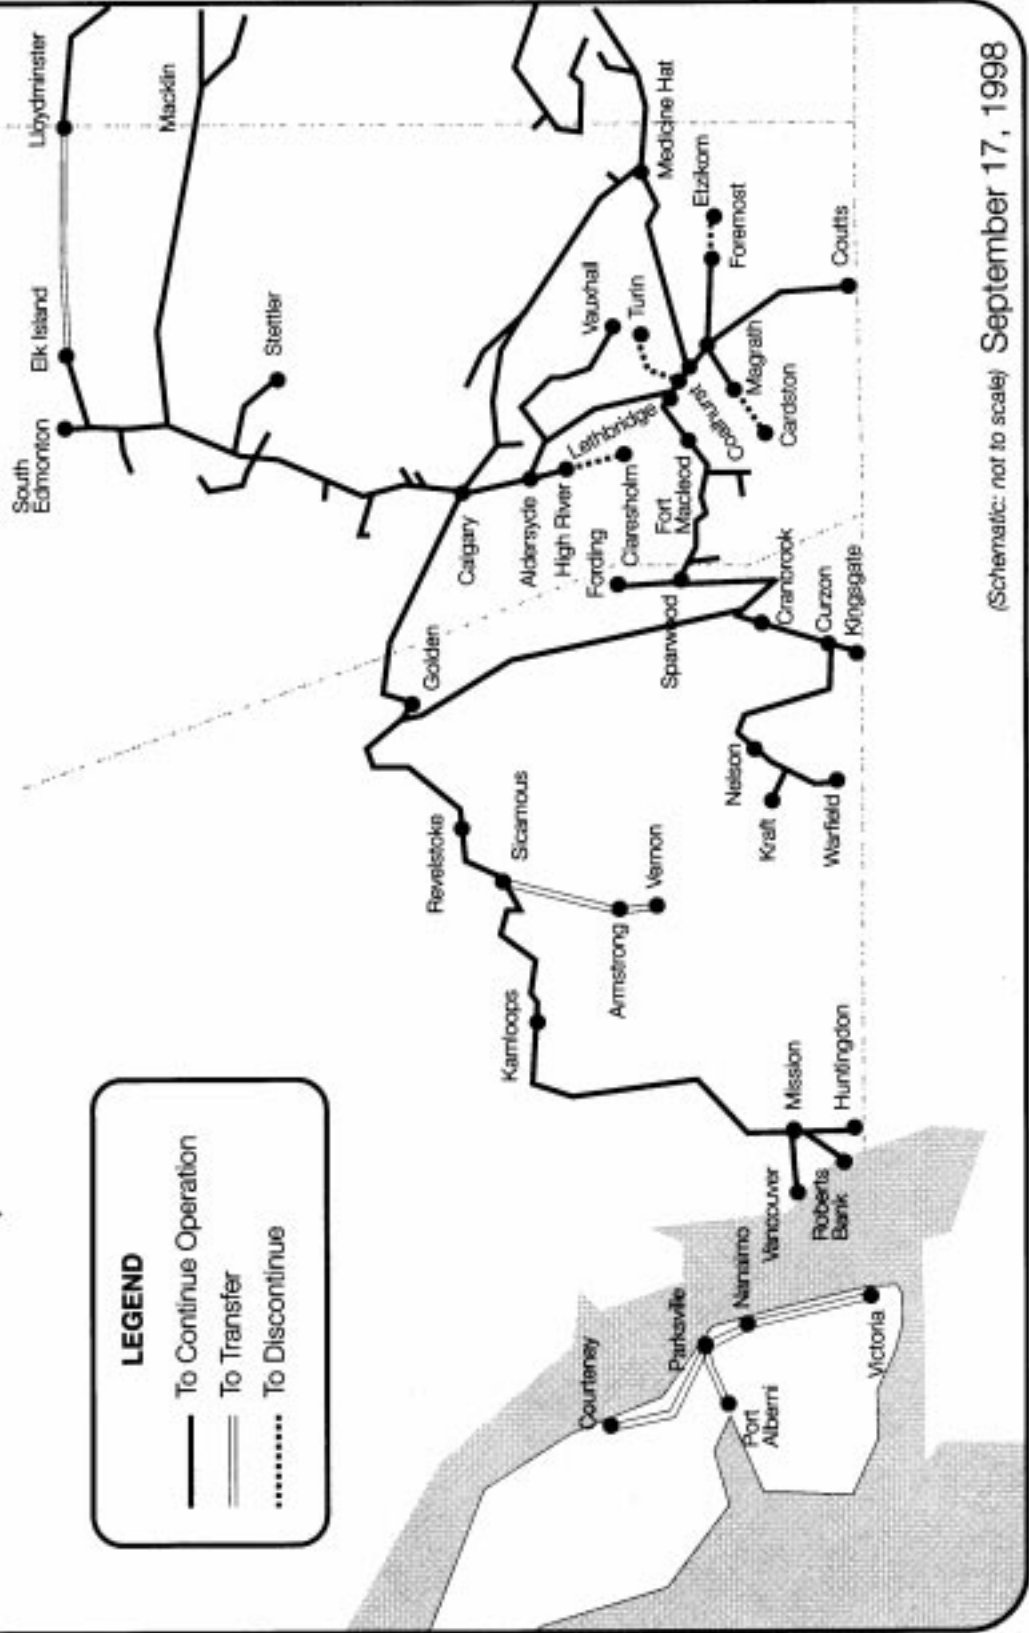 LEGEND
To Continue Operation
To Transfer
To Discontinue
South
Edmonton
Elk Island
Lloydminster
Macklin
Stettler
Calgary
Aldersyde
High River
Claresholm
Lethbridge
Coalhurst
Vauxhall
Turin
Medicine Hat
Etzikom
Foremost
Magrath
Cardston
Coutts
Fort
Macleod
Fording
Sparwood
Cranbrook
Curzon
Kingsgate
Golden
Revelstoke
Sicamous
Armstrong
Vernon
Nelson
Kraft
Warfield
Kamloops
Mission
Huntingdon
Vancouver
Roberts
Bank
Courteney
Parksville
Nanaimo
Port
Alberni
Victoria
(Schematic: not to scale) September 17, 1998